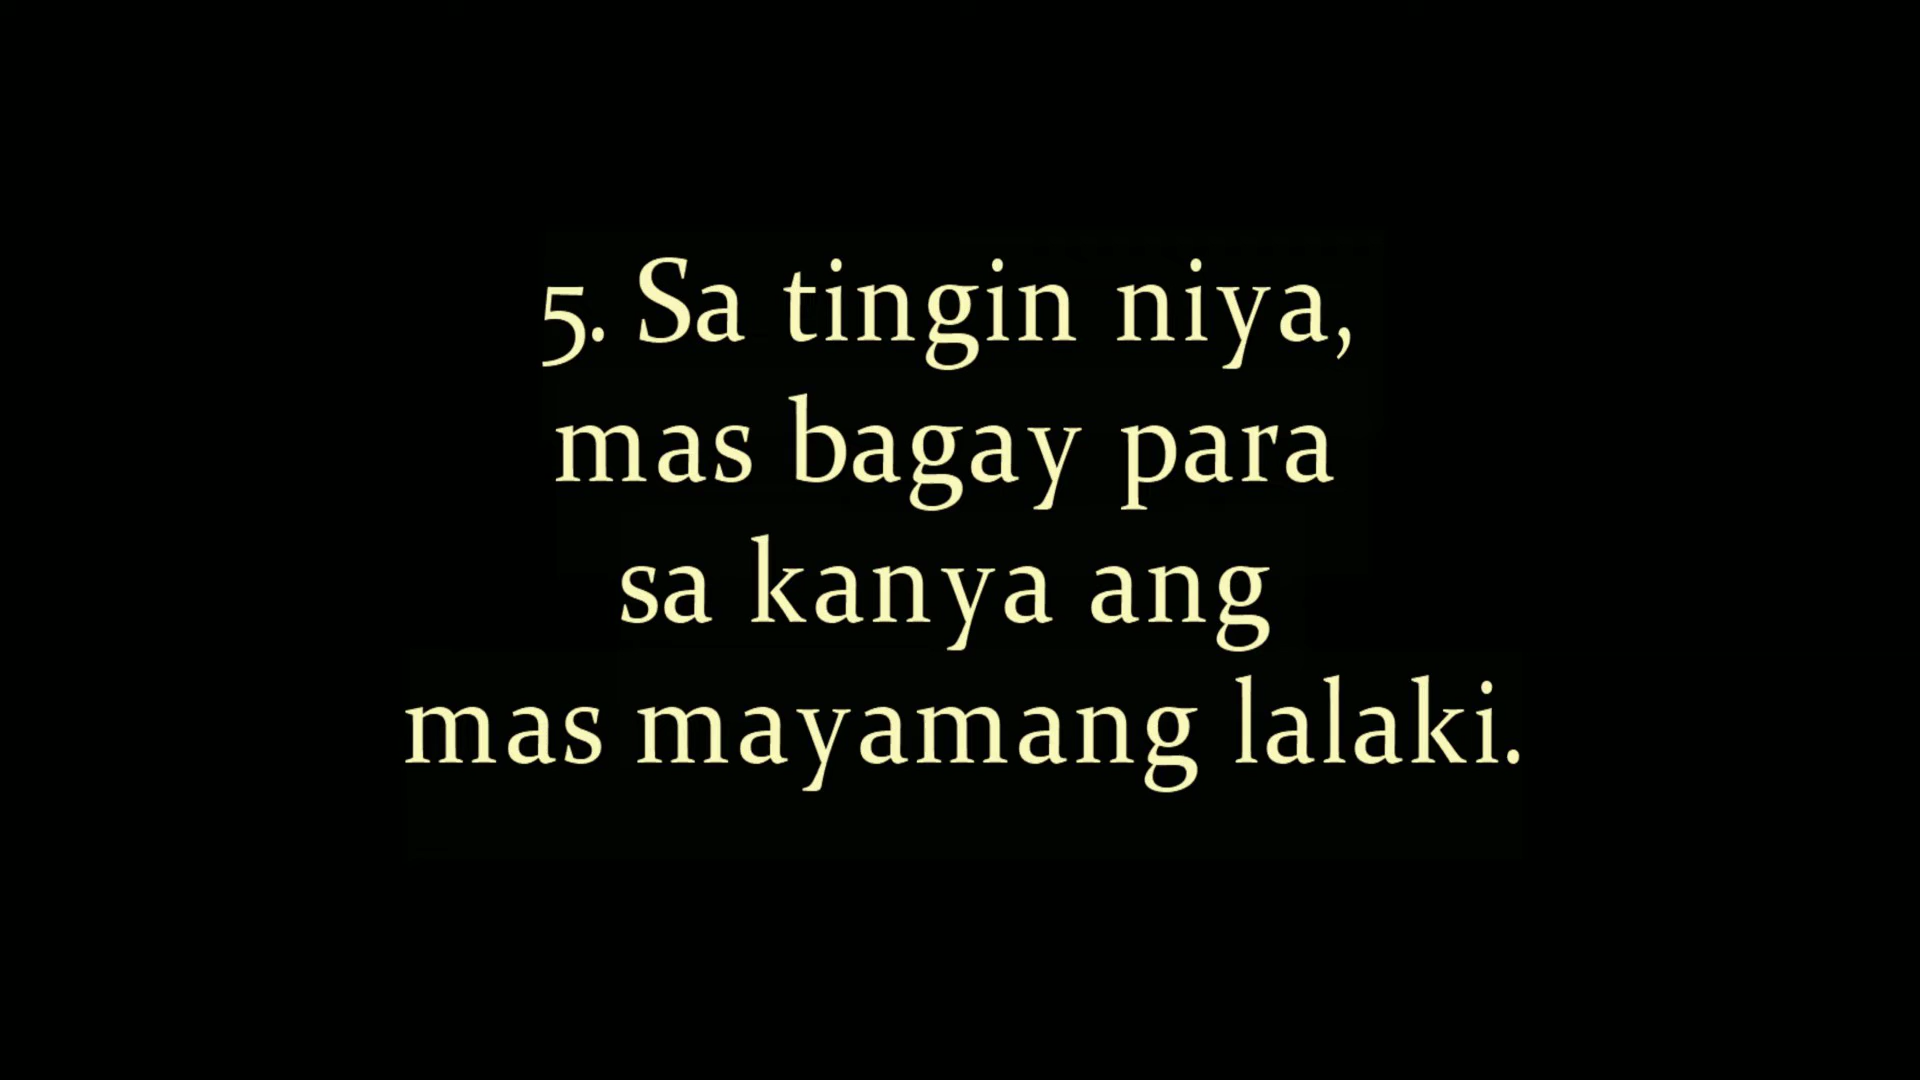 5. Sa tingin niya,
mas bagay para
sa kanya ang
mas mayamang lalaki.